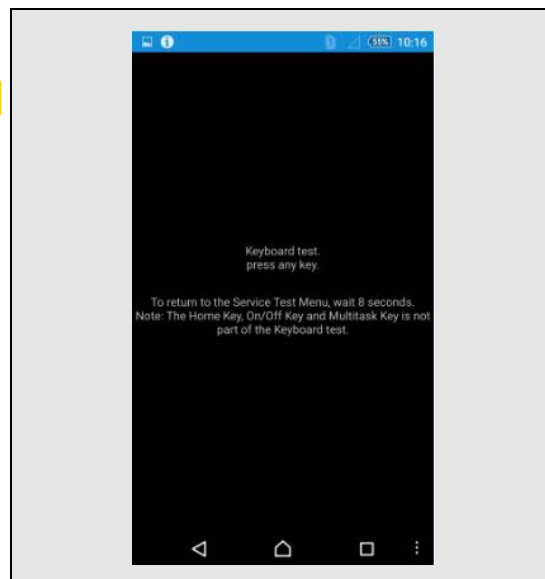 55% 10:16
Keyboard test.
press any key.
To return to the Service Test Menu, wait 8 seconds.
Note: The Home Key, On/Off Key and Multitask Key is not
part of the Keyboard test.